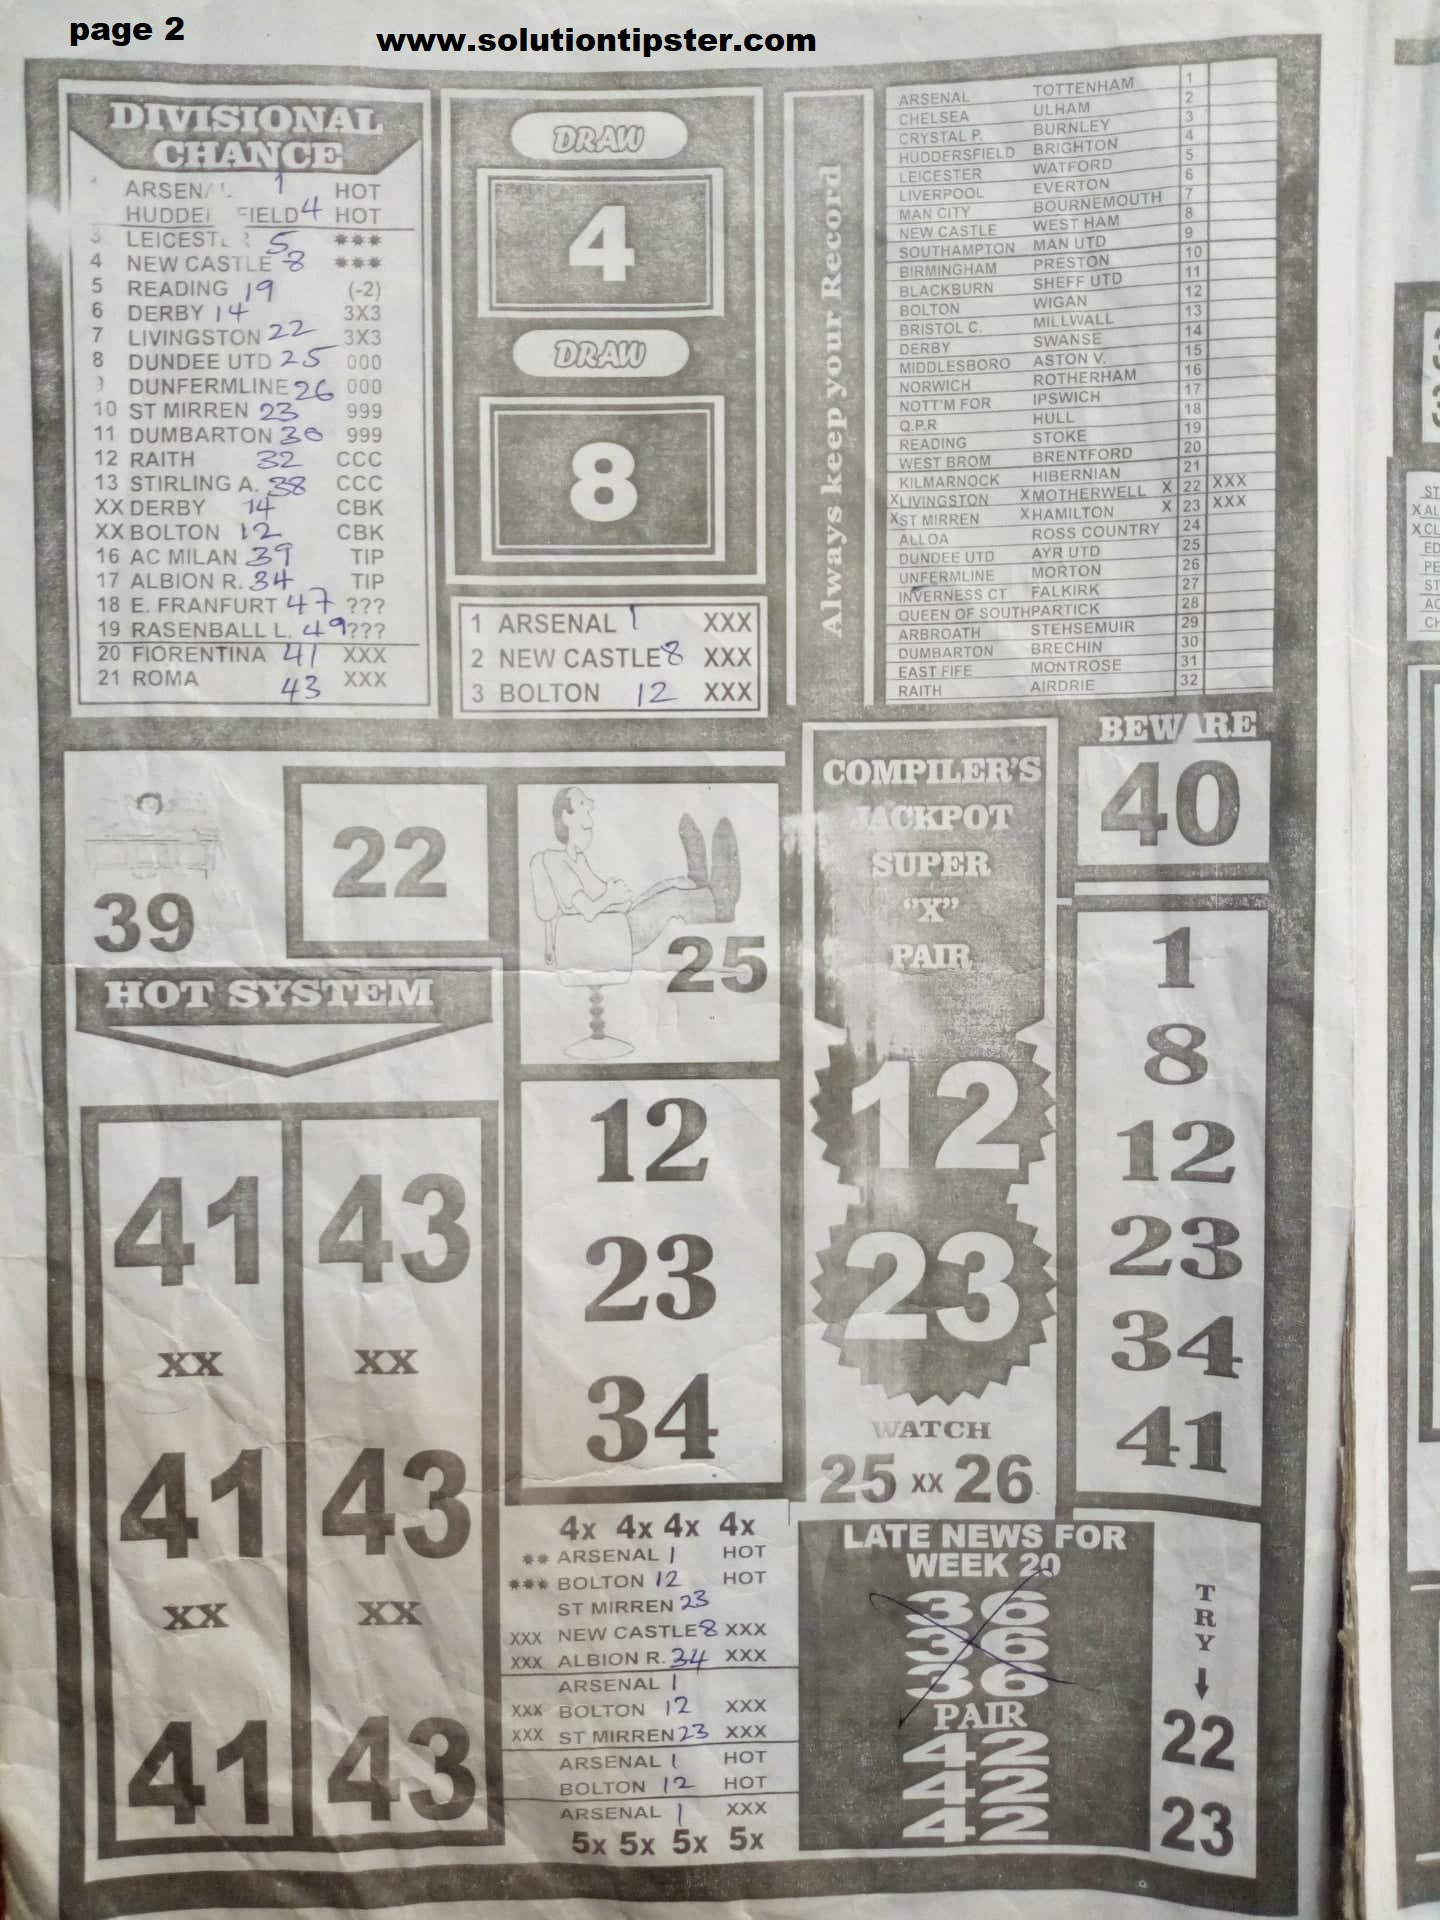 page 2
www.solutiontipster.com
DIVISIONAL
CHANCE
ARSENAL 1 HOT
HUDDE FIELD 4 HOT
3 LEICESTER 5 ***
4 NEW CASTLE 8 ***
5 READING 19 (-2)
6 DERBY 14 3X3
7 LIVINGSTON 22 3X3
8 DUNDEE UTD 25 000
9 DUNFERMLINE 26 000
10 ST MIRREN 23 999
11 DUMBARTON 30 999
12 RAITH 32 CCC
13 STIRLING A. 38 CCC
XX DERBY 14 CBK
XX BOLTON 12 CBK
16 AC MILAN 39 TIP
17 ALBION R. 34 TIP
18 E. FRANFURT 47 ???
19 RASENBALL L. 49 ???
20 FIORENTINA 41 XXX
21 ROMA 43 XXX
DRAW
4
DRAW
8
1 ARSENAL 1 XXX
2 NEW CASTLE 8 XXX
3 BOLTON 12 XXX
Always keep your Record
ARSENAL TOTTENHAM 1
CHELSEA ULHAM 2
CRYSTAL P. BURNLEY 3
HUDDERSFIELD BRIGHTON 4
LEICESTER WATFORD 5
LIVERPOOL EVERTON 6
MAN CITY BOURNEMOUTH 7
NEW CASTLE WEST HAM 8
SOUTHAMPTON MAN UTD 9
BIRMINGHAM PRESTON 10
BLACKBURN SHEFF UTD 11
BOLTON WIGAN 12
BRISTOL C. MILLWALL 13
DERBY SWANSE 14
MIDDLESBORO ASTON V. 15
NORWICH ROTHERHAM 16
NOTT'M FOR IPSWICH 17
Q.P.R HULL 18
READING STOKE 19
WEST BROM BRENTFORD 20
KILMARNOCK HIBERNIAN 21
X LIVINGSTON X MOTHERWELL X 22 XXX
X ST MIRREN X HAMILTON X 23 XXX
ALLOA ROSS COUNTRY 24
DUNDEE UTD AYR UTD 25
UNFERMLINE MORTON 26
INVERNESS CT FALKIRK 27
QUEEN OF SOUTH PARTICK 28
ARBROATH STEHSEMUIR 29
DUMBARTON BRECHIN 30
EAST FIFE MONTROSE 31
RAITH AIRDRIE 32
39
22
25
HOT SYSTEM
41 43
XX XX
41 43
XX XX
41 43
12
23
34
4x 4x 4x 4x
** ARSENAL 1 HOT
*** BOLTON 12 HOT
ST MIRREN 23
XXX NEW CASTLE 8 XXX
XXX ALBION R. 34 XXX
ARSENAL 1
XXX BOLTON 12 XXX
XXX ST MIRREN 23 XXX
ARSENAL 1 HOT
BOLTON 12 HOT
ARSENAL 1 XXX
5x 5x 5x 5x
COMPILER'S
JACKPOT
SUPER
"X"
PAIR
12
23
WATCH
25 XX 26
BEWARE
40
1
8
12
23
34
41
LATE NEWS FOR
WEEK 20
36
36
36
PAIR
42
42
42
TRY
22
23